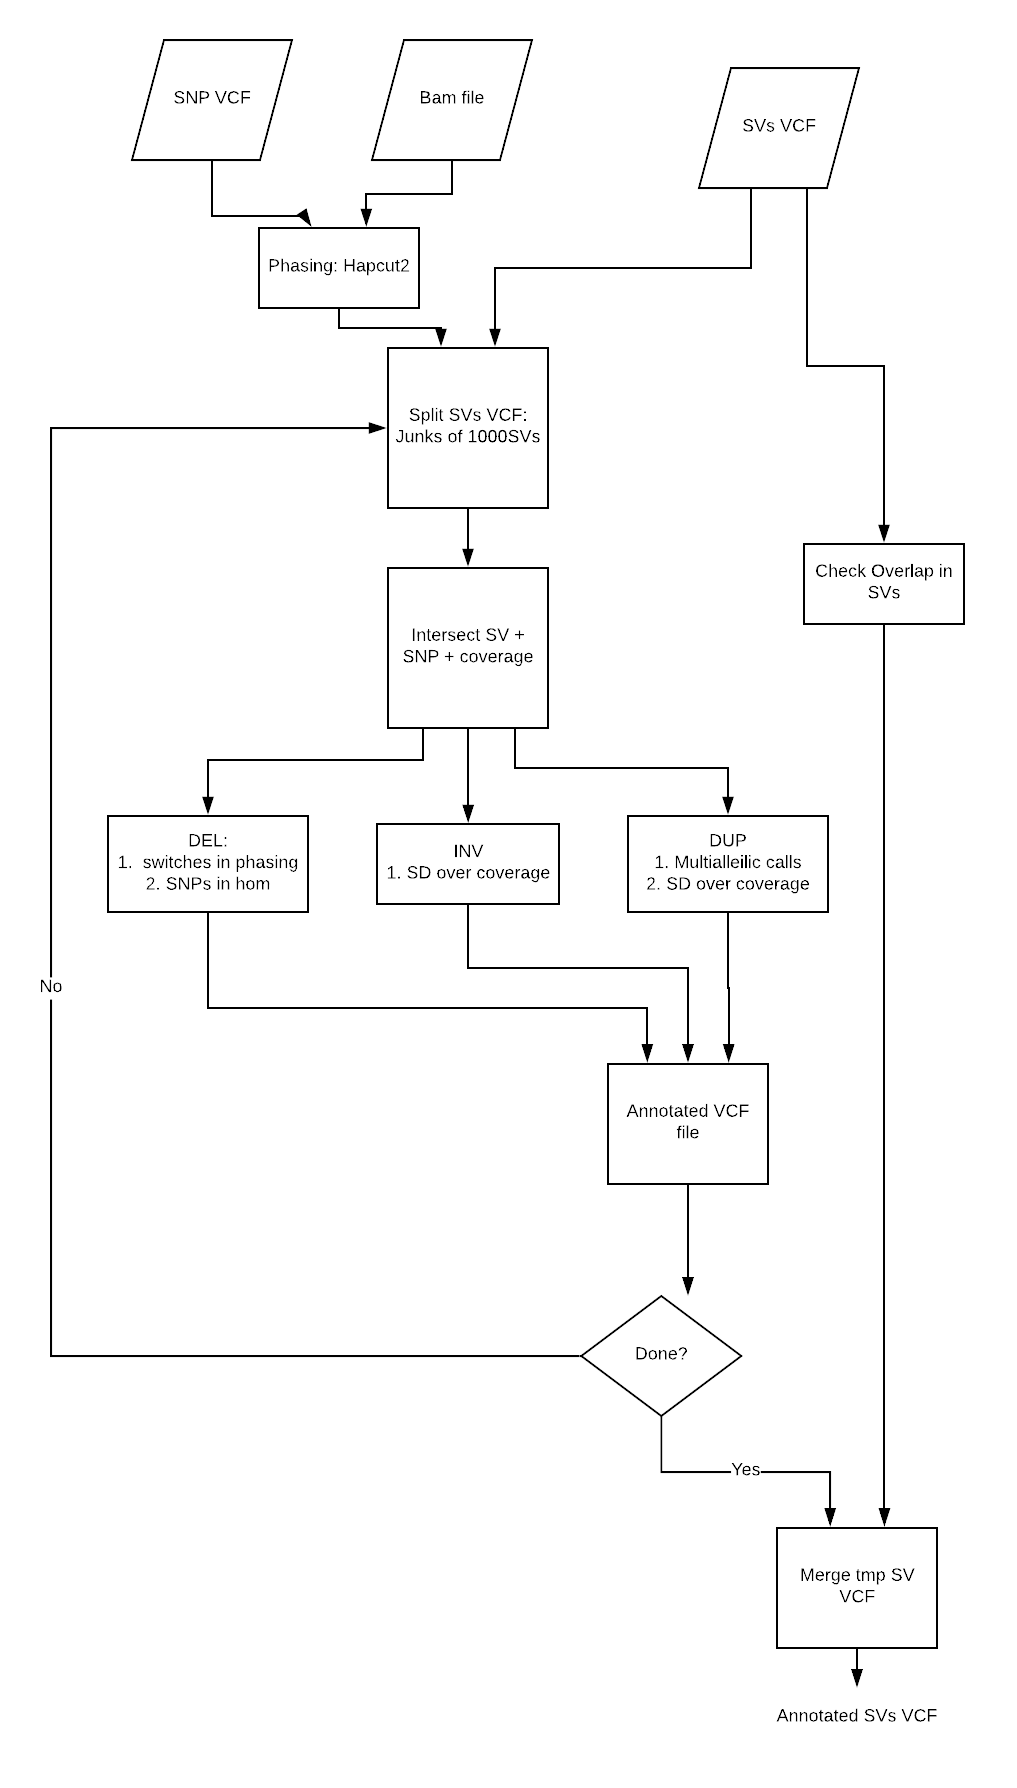 SNP VCF
Bam file
SVs VCF
Phasing: Hapcut2
Split SVs VCF:
Junks of 1000SVs
Check Overlap in
SVs
Intersect SV +
SNP + coverage
DEL:
1.  switches in phasing
2. SNPs in hom
INV
1. SD over coverage
DUP
1. Multialleilic calls
2. SD over coverage
No
Annotated VCF
file
Done?
Yes
Merge tmp SV
VCF
Annotated SVs VCF